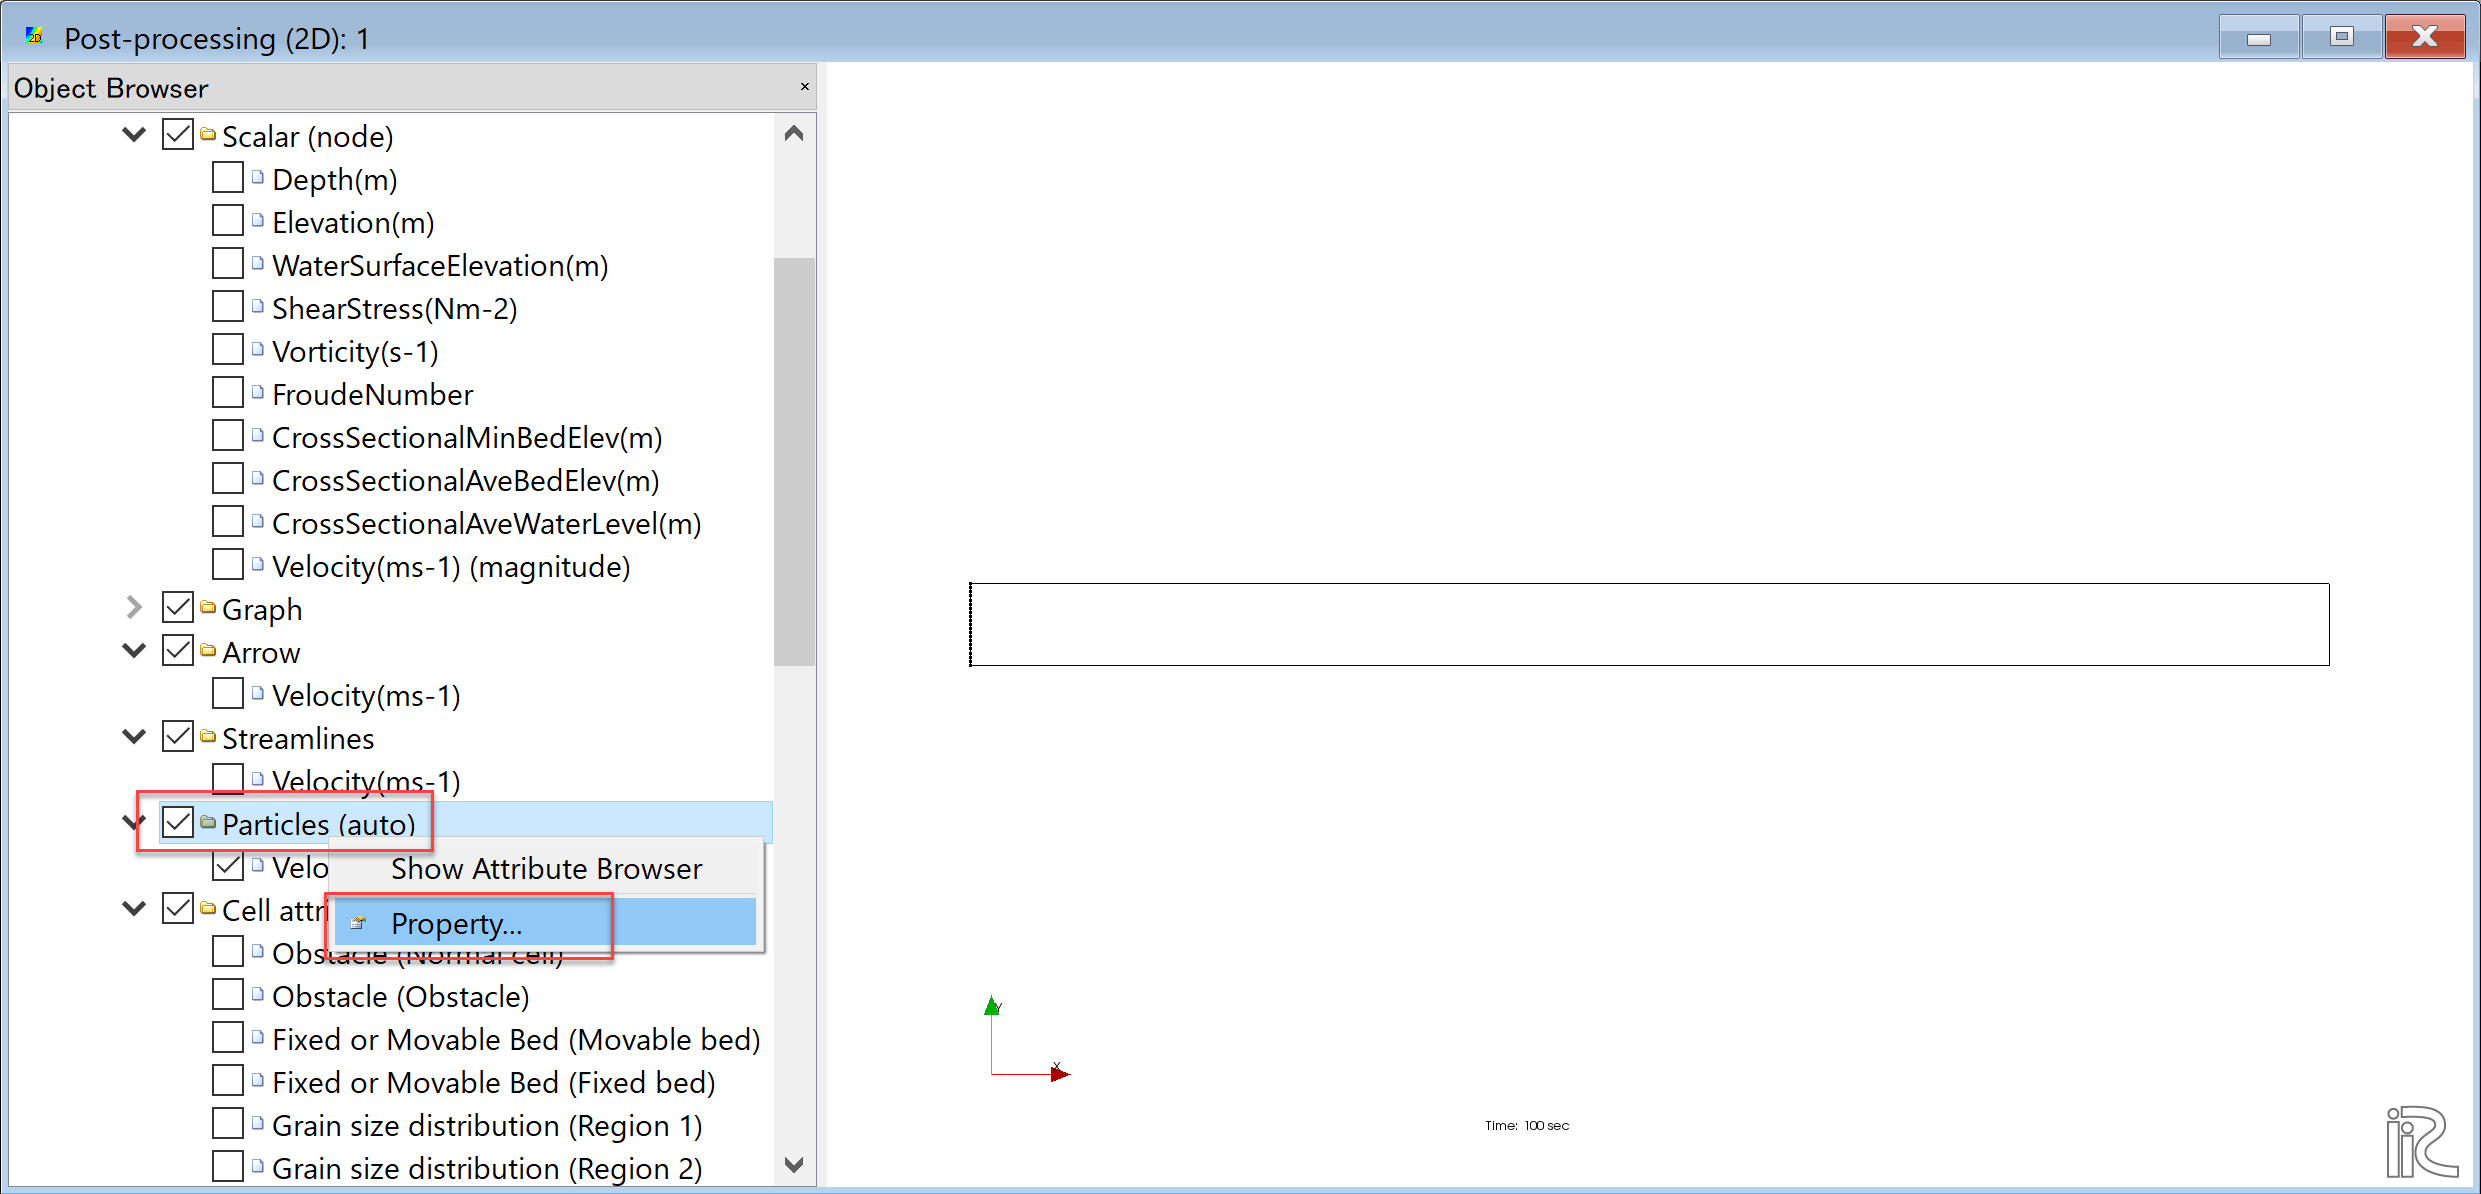 2D Post-processing (2D): 1
Object Browser
Scalar (node)
Depth(m)
Elevation(m)
WaterSurfaceElevation(m)
ShearStress(Nm-2)
Vorticity(s-1)
FroudeNumber
CrossSectionalMinBedElev(m)
CrossSectionalAveBedElev(m)
CrossSectionalAveWaterLevel(m)
Velocity(ms-1) (magnitude)
Graph
Arrow
Velocity(ms-1)
Streamlines
Velocity(ms-1)
Particles (auto)
Velo
Show Attribute Browser
Cell attri
Property...
Obstacle (Normal cell)
Obstacle (Obstacle)
Fixed or Movable Bed (Movable bed)
Fixed or Movable Bed (Fixed bed)
Grain size distribution (Region 1)
Grain size distribution (Region 2)
Y
X
Time: 100 sec
iRiC